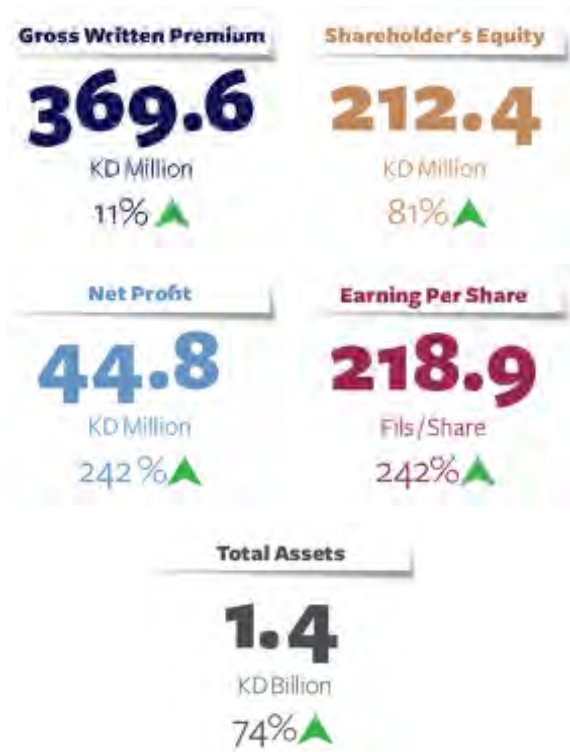 Gross Written Premium
369.6
KD Million
11%
Shareholder's Equity
212.4
KD Million
81%
Net Profit
44.8
KD Million
242 %
Earning Per Share
218.9
Fils/Share
242%
Total Assets
1.4
KD Billion
74%